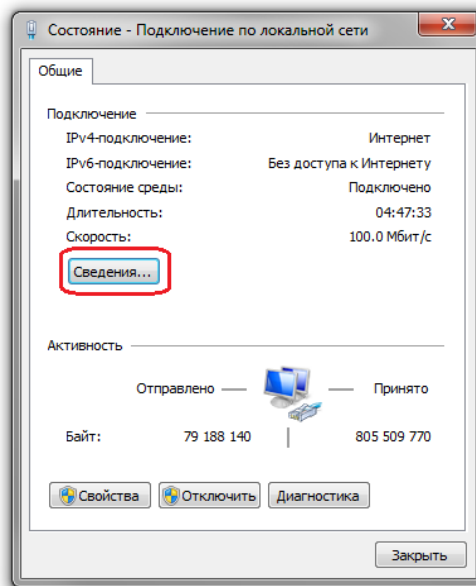 Состояние - Подключение по локальной сети
Общие
Подключение
IPv4-подключение: Интернет
IPv6-подключение: Без доступа к Интернету
Состояние среды: Подключено
Длительность: 04:47:33
Скорость: 100.0 Мбит/с
Сведения...
Активность
Отправлено — Принято
Байт: 79 188 140 805 509 770
Свойства Отключить Диагностика
Закрыть